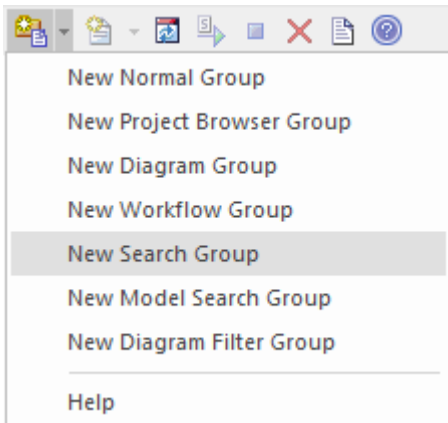 S
New Normal Group
New Project Browser Group
New Diagram Group
New Workflow Group
New Search Group
New Model Search Group
New Diagram Filter Group
Help